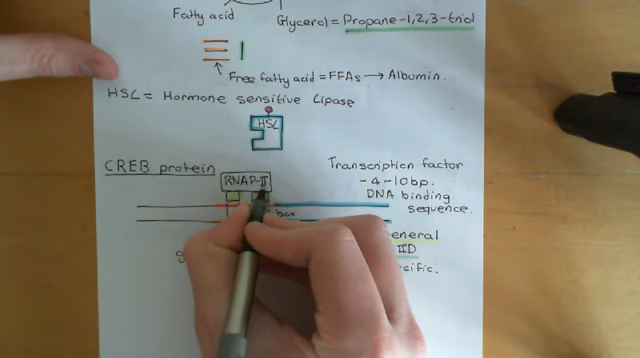 Fatty acid
Glycerol = Propane-1,2,3-triol
Free fatty acid = FFAs → Albumin.
HSL = Hormone sensitive Lipase
HSL
CREB protein
RNAP-II
Transcription factor
- 4-10bp.
DNA binding
sequence.
box
eneral
IID
cific.